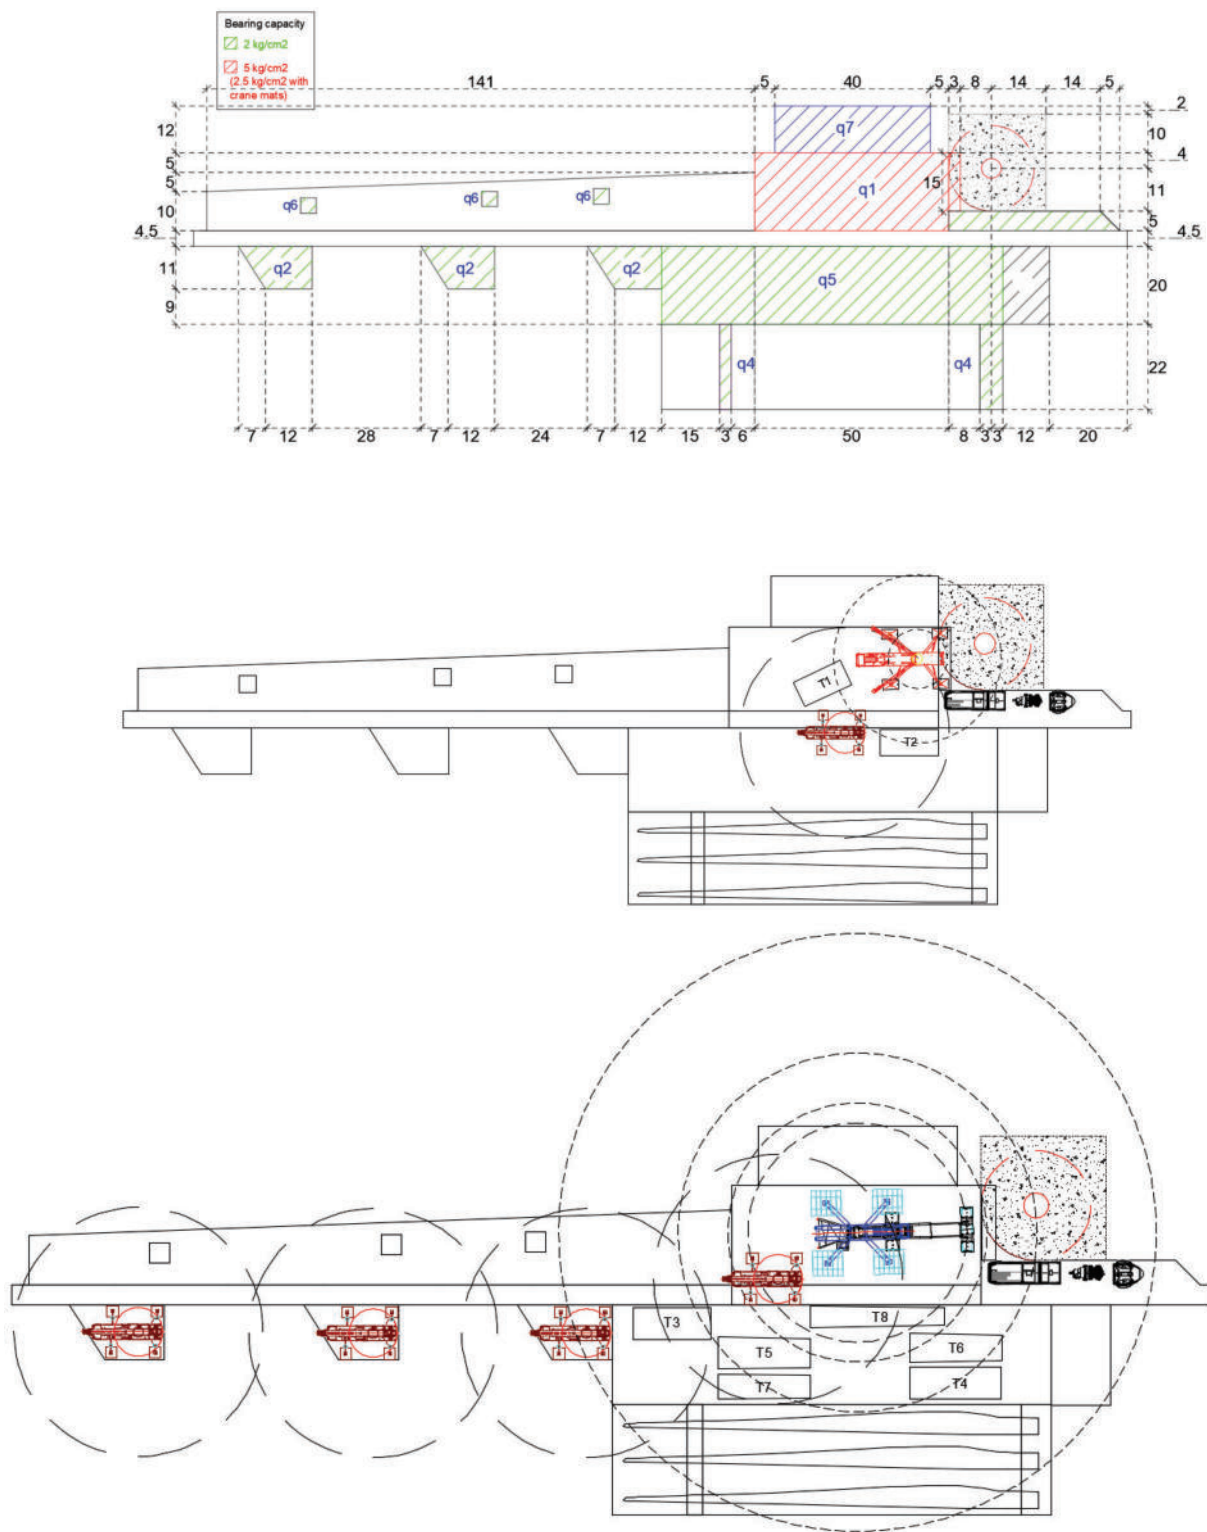 Bearing capacity
2 kg/cm2
5 kg/cm2
(2.5 kg/cm2 with
crane mats)
141 5 40 5 3 8 14 14 5
12 q7 2
10
4
5
5 q6 q6 q6 q1 15 11
10
5
4.5 4.5
11 q2 q2 q2 q5 20
9
q4 q4 22
7 12 28 7 12 24 7 12 15 3 6 50 8 3 3 12 20
T1
T2
T3 T8
T5 T6
T7 T4